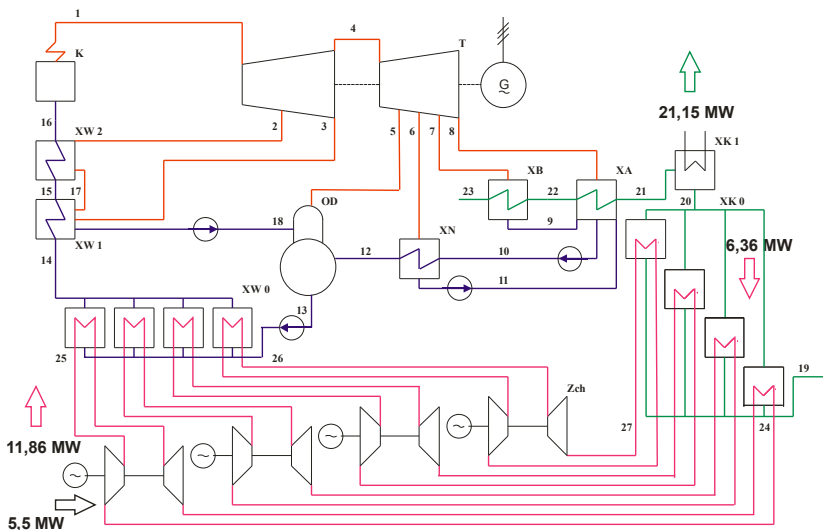 1
4
T
K
G
~
21,15 MW
16
XW 2
2
3
5
6
7
8
XK 1
XB
XA
15
17
23
22
21
OD
9
20
XK 0
18
XW 1
XN
6,36 MW
14
12
10
11
XW 0
13
25
26
19
Zch
11,86 MW
27
24
~
~
~
~
5,5 MW